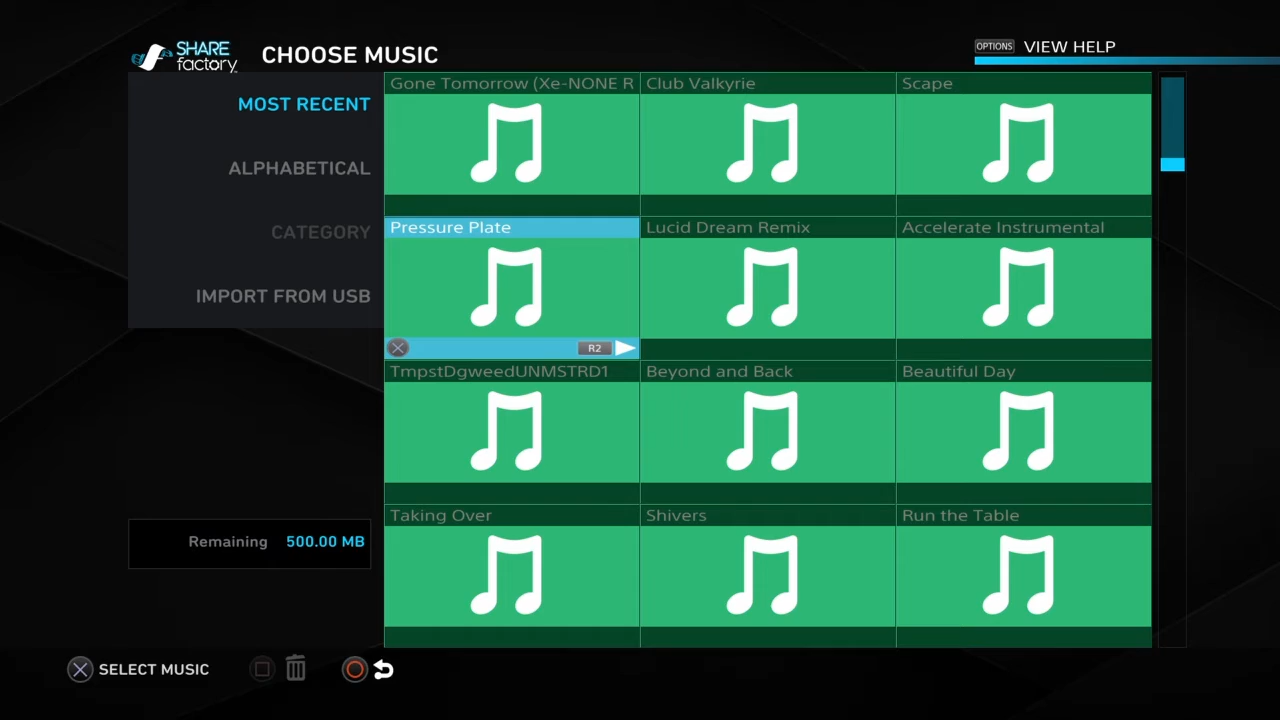 SHARE
factory™
CHOOSE MUSIC
OPTIONS VIEW HELP
MOST RECENT
ALPHABETICAL
CATEGORY
IMPORT FROM USB
Remaining 500.00 MB
Gone Tomorrow (Xe-NONE R
Club Valkyrie
Scape
Pressure Plate
R2
Lucid Dream Remix
Accelerate Instrumental
TmpstDgweedUNMSTRD1
Beyond and Back
Beautiful Day
Taking Over
Shivers
Run the Table
SELECT MUSIC